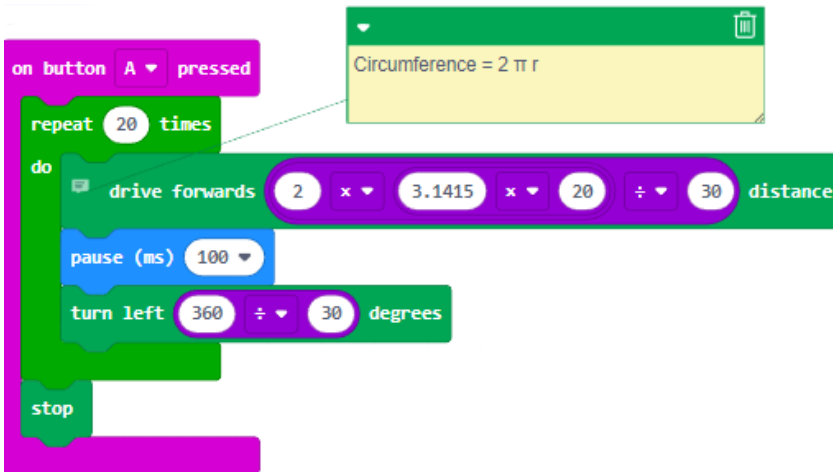 Circumference = 2 π r
on button A pressed
repeat 20 times
do
drive forwards 2 x 3.1415 x 20 ÷ 30 distance
pause (ms) 100
turn left 360 ÷ 30 degrees
stop